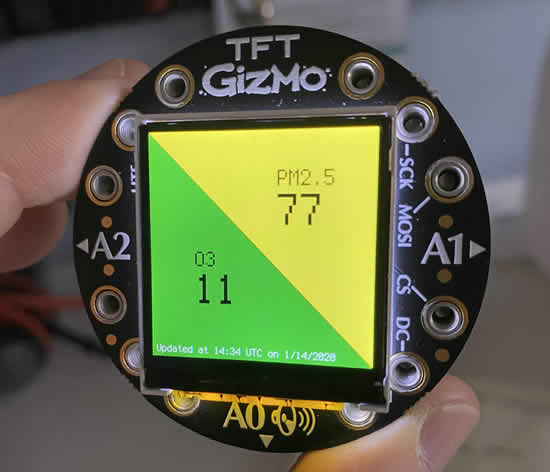 TFT
GizMo
SCK
MOSI
A2
A1
PM2.5
77
O3
11
CS
DC
Updated at 14:34 UTC on 1/14/2020
A0